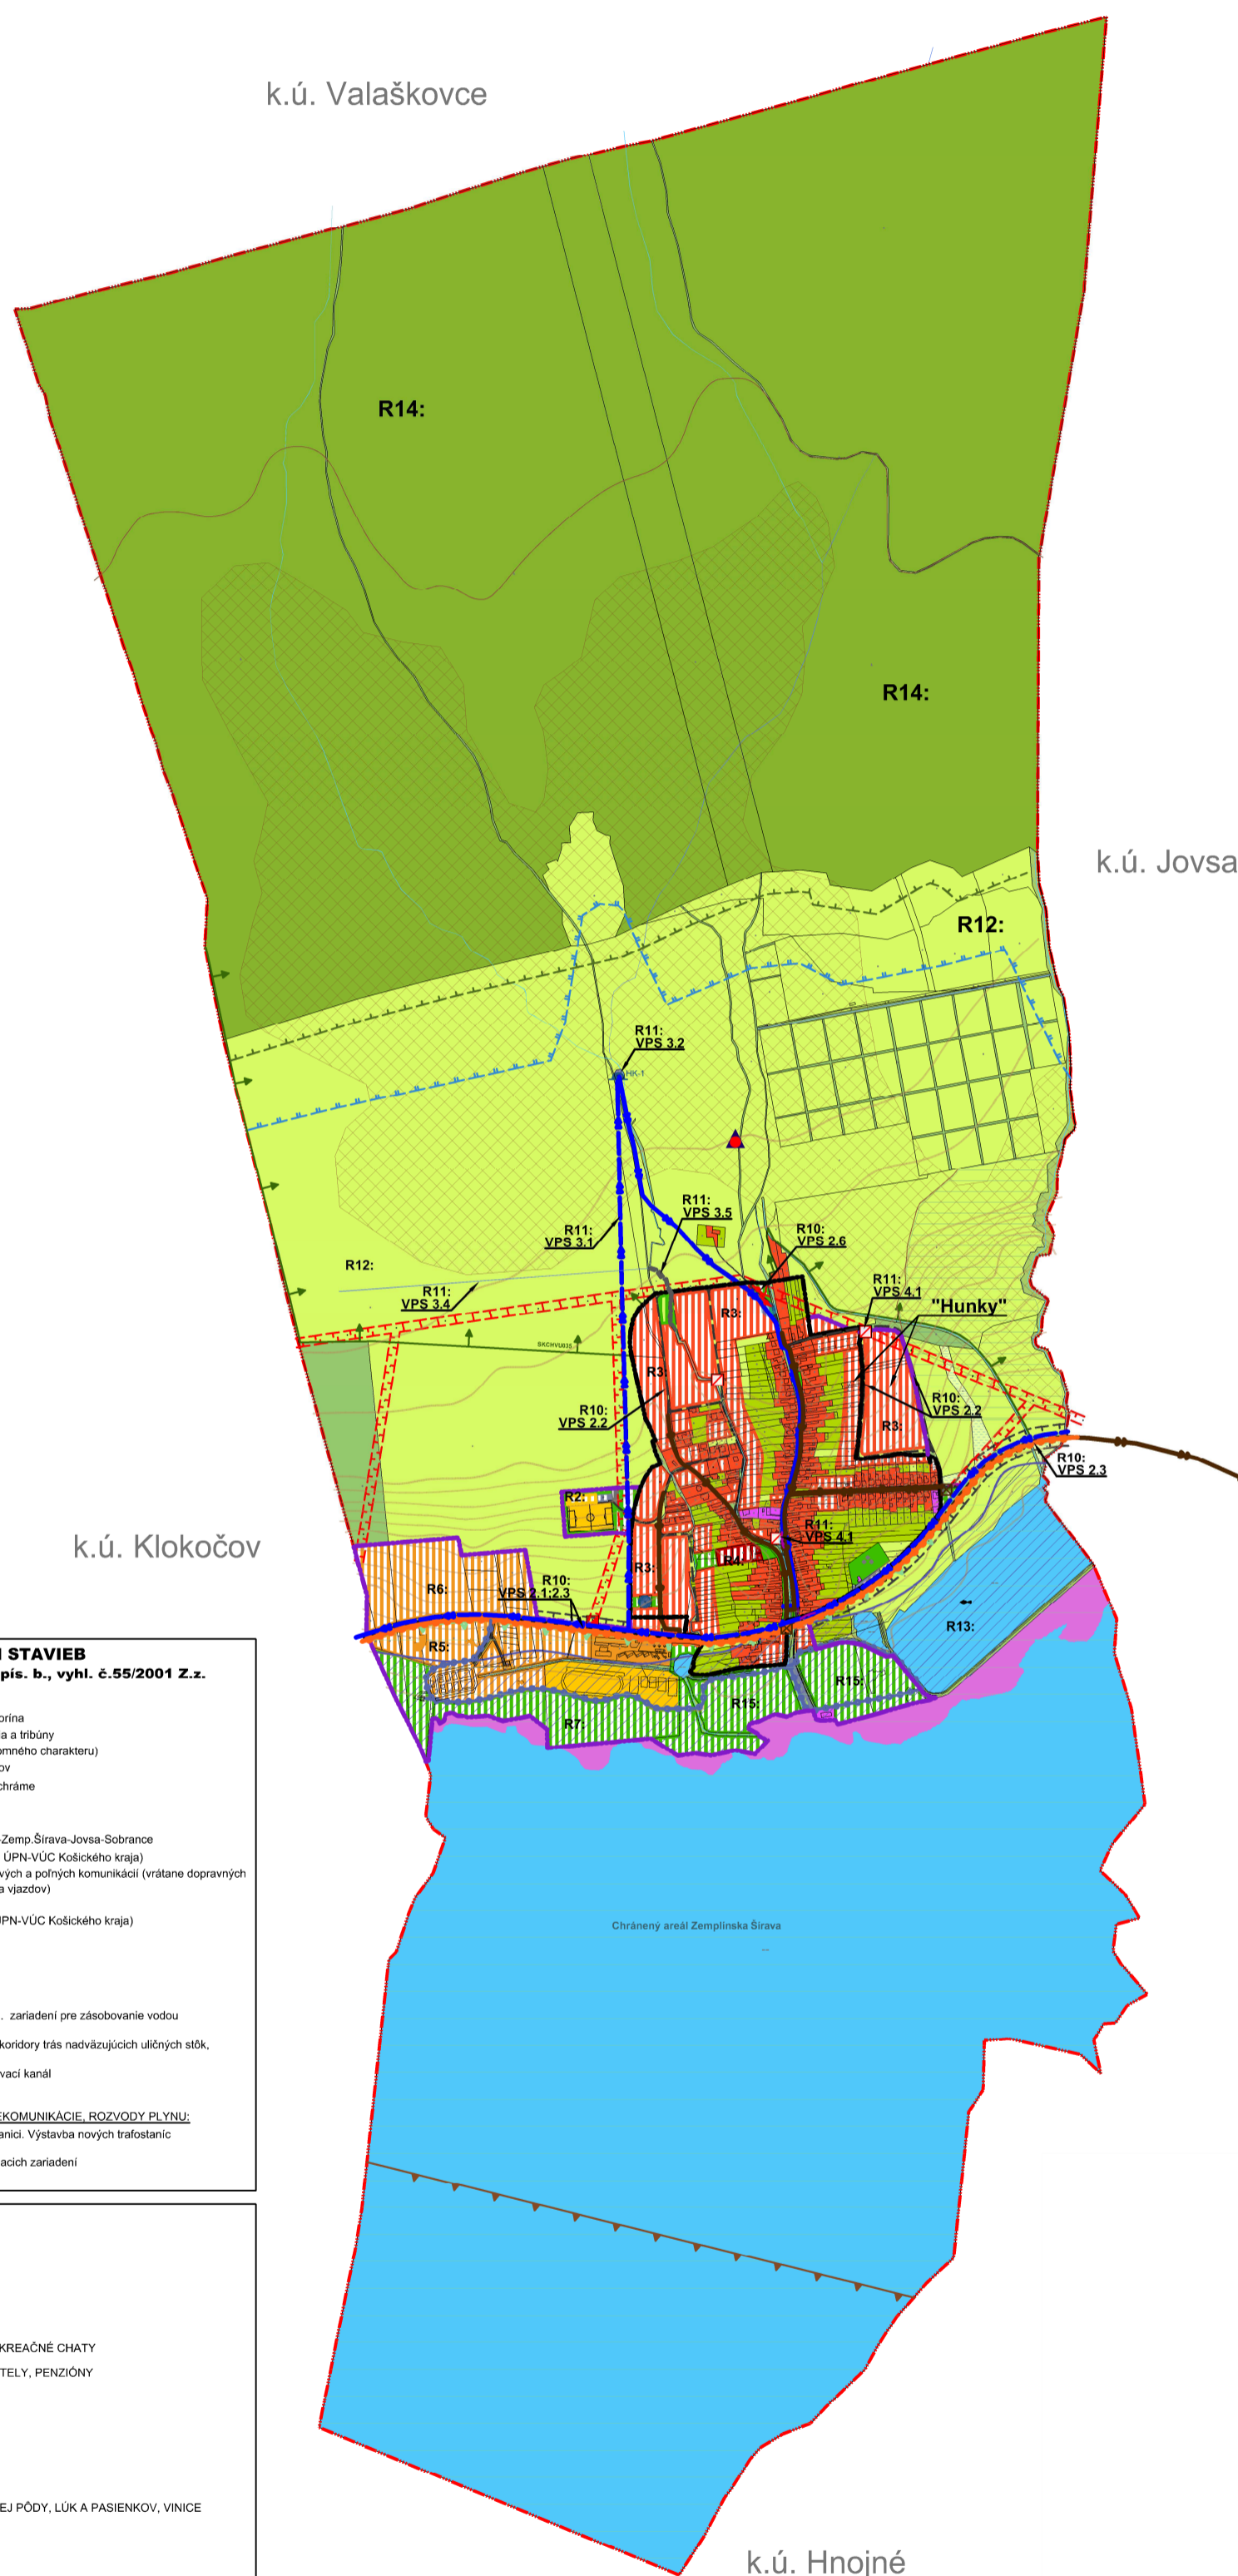 k.ú. Valaškovce
R14:
R14:
k.ú. Jovsa
R12:
R11:
VPS 3.2
HK-1
R11:
VPS 3.5
R11:
VPS 3.1
R10:
VPS 2.6
R12:
R11:
VPS 3.4
R11:
VPS 4.1
"Hunky"
R3:
R3:
R10:
VPS 2.2
R10:
VPS 2.2
R3:
R10:
VPS 2.3
R2:
R11:
VPS 4.1
k.ú. Klokočov
R4:
R3:
R6:
R10:
VPS 2.1;2.3
R5:
R13:
R15:
R15:
R7:
STAVIEB
pís. b., vyhl. č.55/2001 Z.z.
orína
a a tribúny
omného charakteru)
ov
chráme
-Zemp.Šírava-Jovsa-Sobrance
ÚPN-VÚC Košického kraja)
vých a poľných komunikácií (vrátane dopravných
a vjazdov)
ÚPN-VÚC Košického kraja)
Chránený areál Zemplínska Šírava
. zariadení pre zásobovanie vodou
koridory trás nadväzujúcich uličných stôk,
vací kanál
EKOMUNIKÁCIE, ROZVODY PLYNU:
anici. Výstavba nových trafostaníc
acich zariadení
KREAČNÉ CHATY
TELY, PENZIÓNY
EJ PÔDY, LÚK A PASIENKOV, VINICE
k.ú. Hnojné